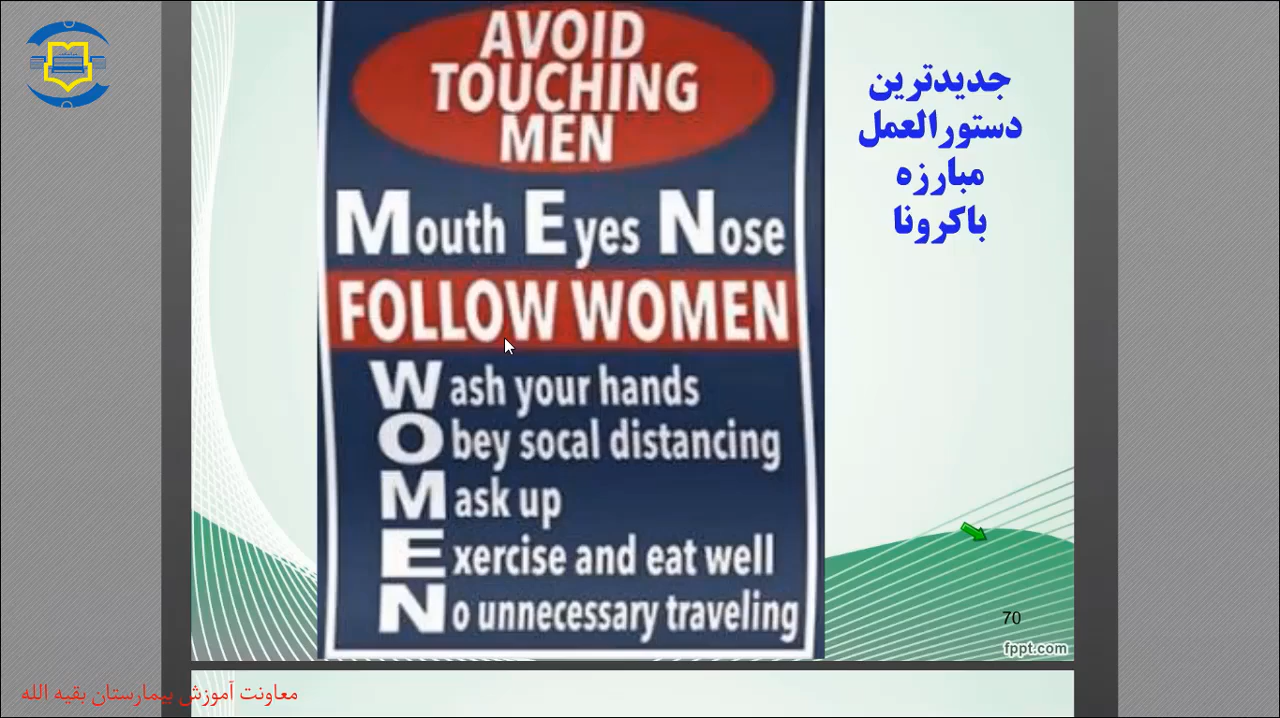 AVOID
TOUCHING
MEN
Mouth Eyes Nose
FOLLOW WOMEN
Wash your hands
Obey socal distancing
Mask up
Exercise and eat well
No unnecessary traveling
جدیدترین
دستورالعمل
مبارزه
باکرونا
70
fppt.com
معاونت آموزش بیمارستان بقیه الله